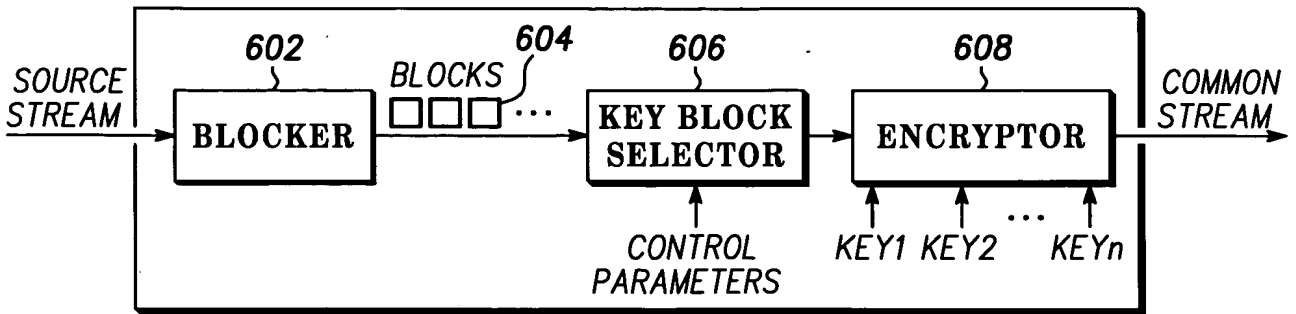 602
604
606
608
SOURCE
STREAM
BLOCKS
...
COMMON
STREAM
BLOCKER
KEY BLOCK
SELECTOR
ENCRYPTOR
CONTROL
PARAMETERS
KEY1 KEY2 ... KEYn